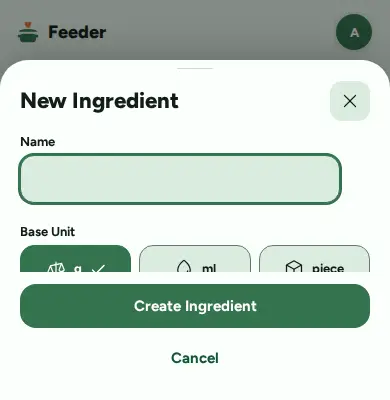 Feeder
A
New Ingredient
Name
Base Unit
g
ml
piece
Create Ingredient
Cancel